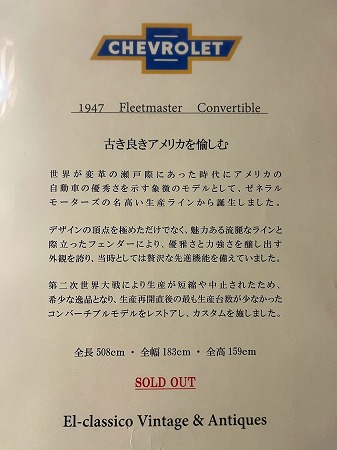 CHEVROLET
1947 Fleetmaster Convertible
古き良きアメリカを愉しむ
世界が変革の瀬戸際にあった時代にアメリカの
自動車の優秀さを示す象徴のモデルとして、ゼネラル
モーターズの名高い生産ラインから誕生しました。
デザインの頂点を極めただけでなく、魅力ある流麗なラインと
際立ったフェンダーにより、優雅さと力強さを醸し出す
外観を誇り、当時としては贅沢な先進機能を備えていました。
第二次世界大戦により生産が短縮や中止されたため、
希少な逸品となり、生産再開直後の最も生産台数が少なかった
コンバーチブルモデルをレストアし、カスタムを施しました。
全長 508cm ・ 全幅 183cm ・ 全高 159cm
SOLD OUT
El-classico Vintage & Antiques